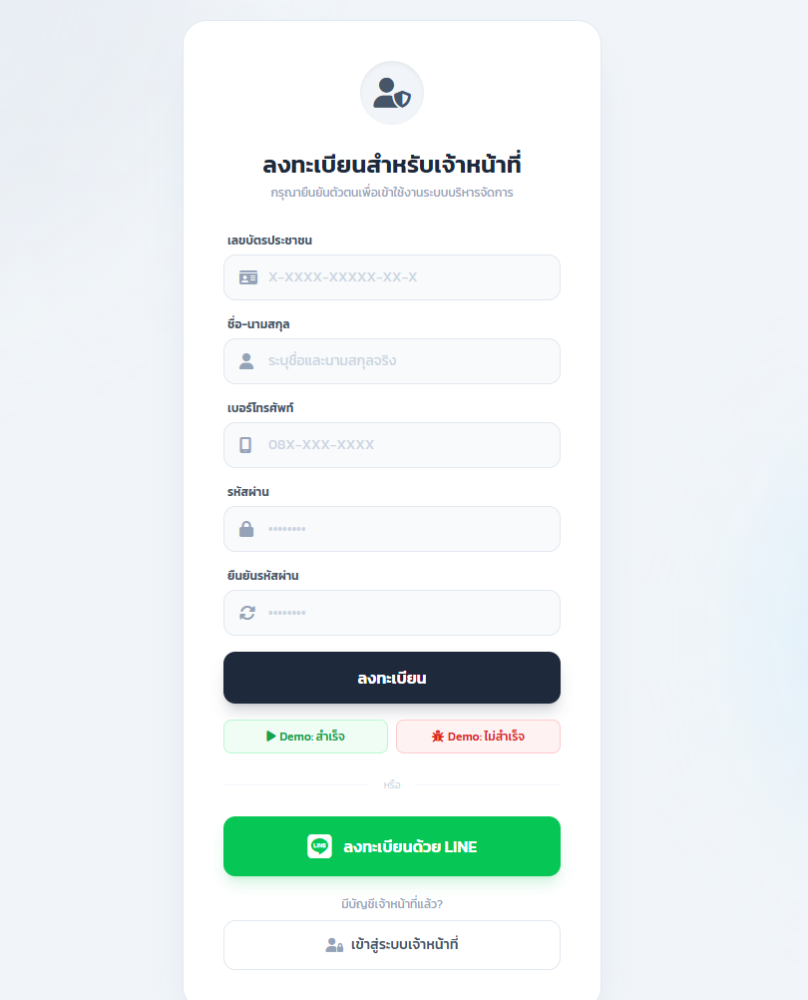 ลงทะเบียนสำหรับเจ้าหน้าที่
กรุณายืนยันตัวตนเพื่อเข้าใช้งานระบบบริหารจัดการ
เลขบัตรประชาชน
X-XXXX-XXXXX-XX-X
ชื่อ-นามสกุล
ระบุชื่อและนามสกุลจริง
เบอร์โทรศัพท์
08X-XXX-XXXX
รหัสผ่าน
••••••••
ยืนยันรหัสผ่าน
••••••••
ลงทะเบียน
Demo: สำเร็จ
Demo: ไม่สำเร็จ
หรือ
LINE ลงทะเบียนด้วย LINE
มีบัญชีเจ้าหน้าที่แล้ว?
เข้าสู่ระบบเจ้าหน้าที่